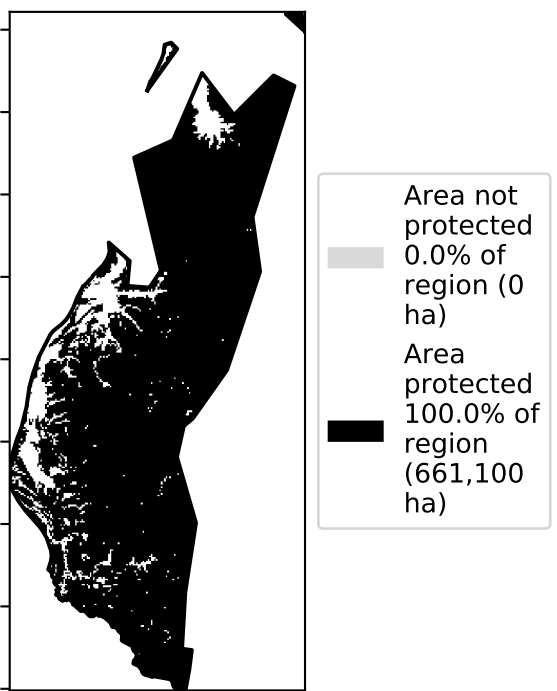 Area not
protected
0.0% of
region (0
ha)
Area
protected
100.0% of
region
(661,100
ha)